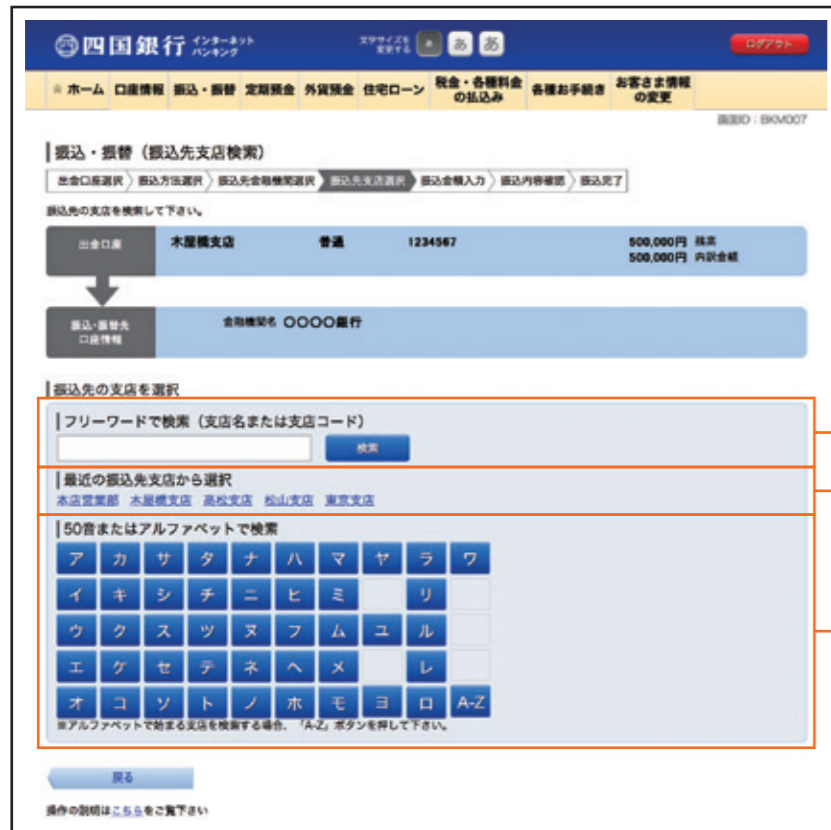 四国銀行 インターネットバンキング 文字サイズを変更する あ あ あ ログアウト
ホーム 口座情報 振込・振替 定期預金 外貨預金 住宅ローン 税金・各種料金の払込み 各種お手続き お客さま情報の変更
画面ID：BKM007
振込・振替（振込先支店検索）
出金口座選択 振込方法選択 振込先金融機関選択 振込先支店選択 振込金額入力 振込内容確認 振込完了
振込先の支店を検索して下さい。
出金口座 木屋橋支店 普通 1234567 500,000円 残高
500,000円 内訳金額
振込・振替先口座情報 金融機関名 〇〇〇〇銀行
振込先の支店を選択
フリーワードで検索（支店名または支店コード）
検索
最近の振込先支店から選択
本店営業部 木屋橋支店 高松支店 松山支店 東京支店
50音またはアルファベットで検索
ア カ サ タ ナ ハ マ ヤ ラ ワ
イ キ シ チ ニ ヒ ミ リ
ウ ク ス ツ ヌ フ ム ユ ル
エ ケ セ テ ネ ヘ メ レ
オ コ ソ ト ノ ホ モ ヨ ロ A-Z
※アルファベットで始まる支店を検索する場合、「A-Z」ボタンを押して下さい。
戻る
操作の説明はこちらをご覧下さい